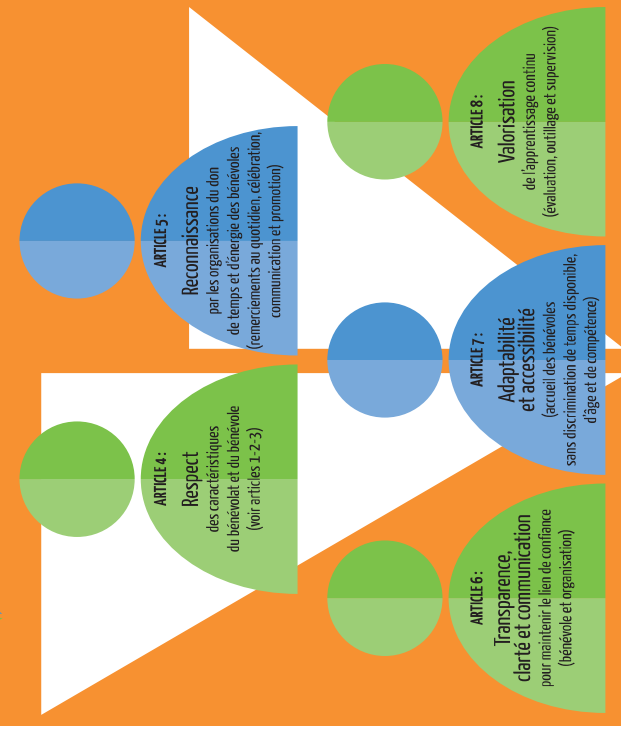 ARTICLE 4 :
Respect
des caractéristiques
du bénévolat et du bénévole
(voir articles 1-2-3)
ARTICLE 5 :
Reconnaissance
par les organisations du don
de temps et d'énergie des bénévoles
(remerciements au quotidien, célébration,
communication et promotion)
ARTICLE 6 :
Transparence,
clarté et communication
pour maintenir le lien de confiance
(bénévole et organisation)
ARTICLE 7 :
Adaptabilité
et accessibilité
(accueil des bénévoles
sans discrimination de temps disponible,
d'âge et de compétence)
ARTICLE 8 :
Valorisation
de l'apprentissage continu
(évaluation, outillage et supervision)